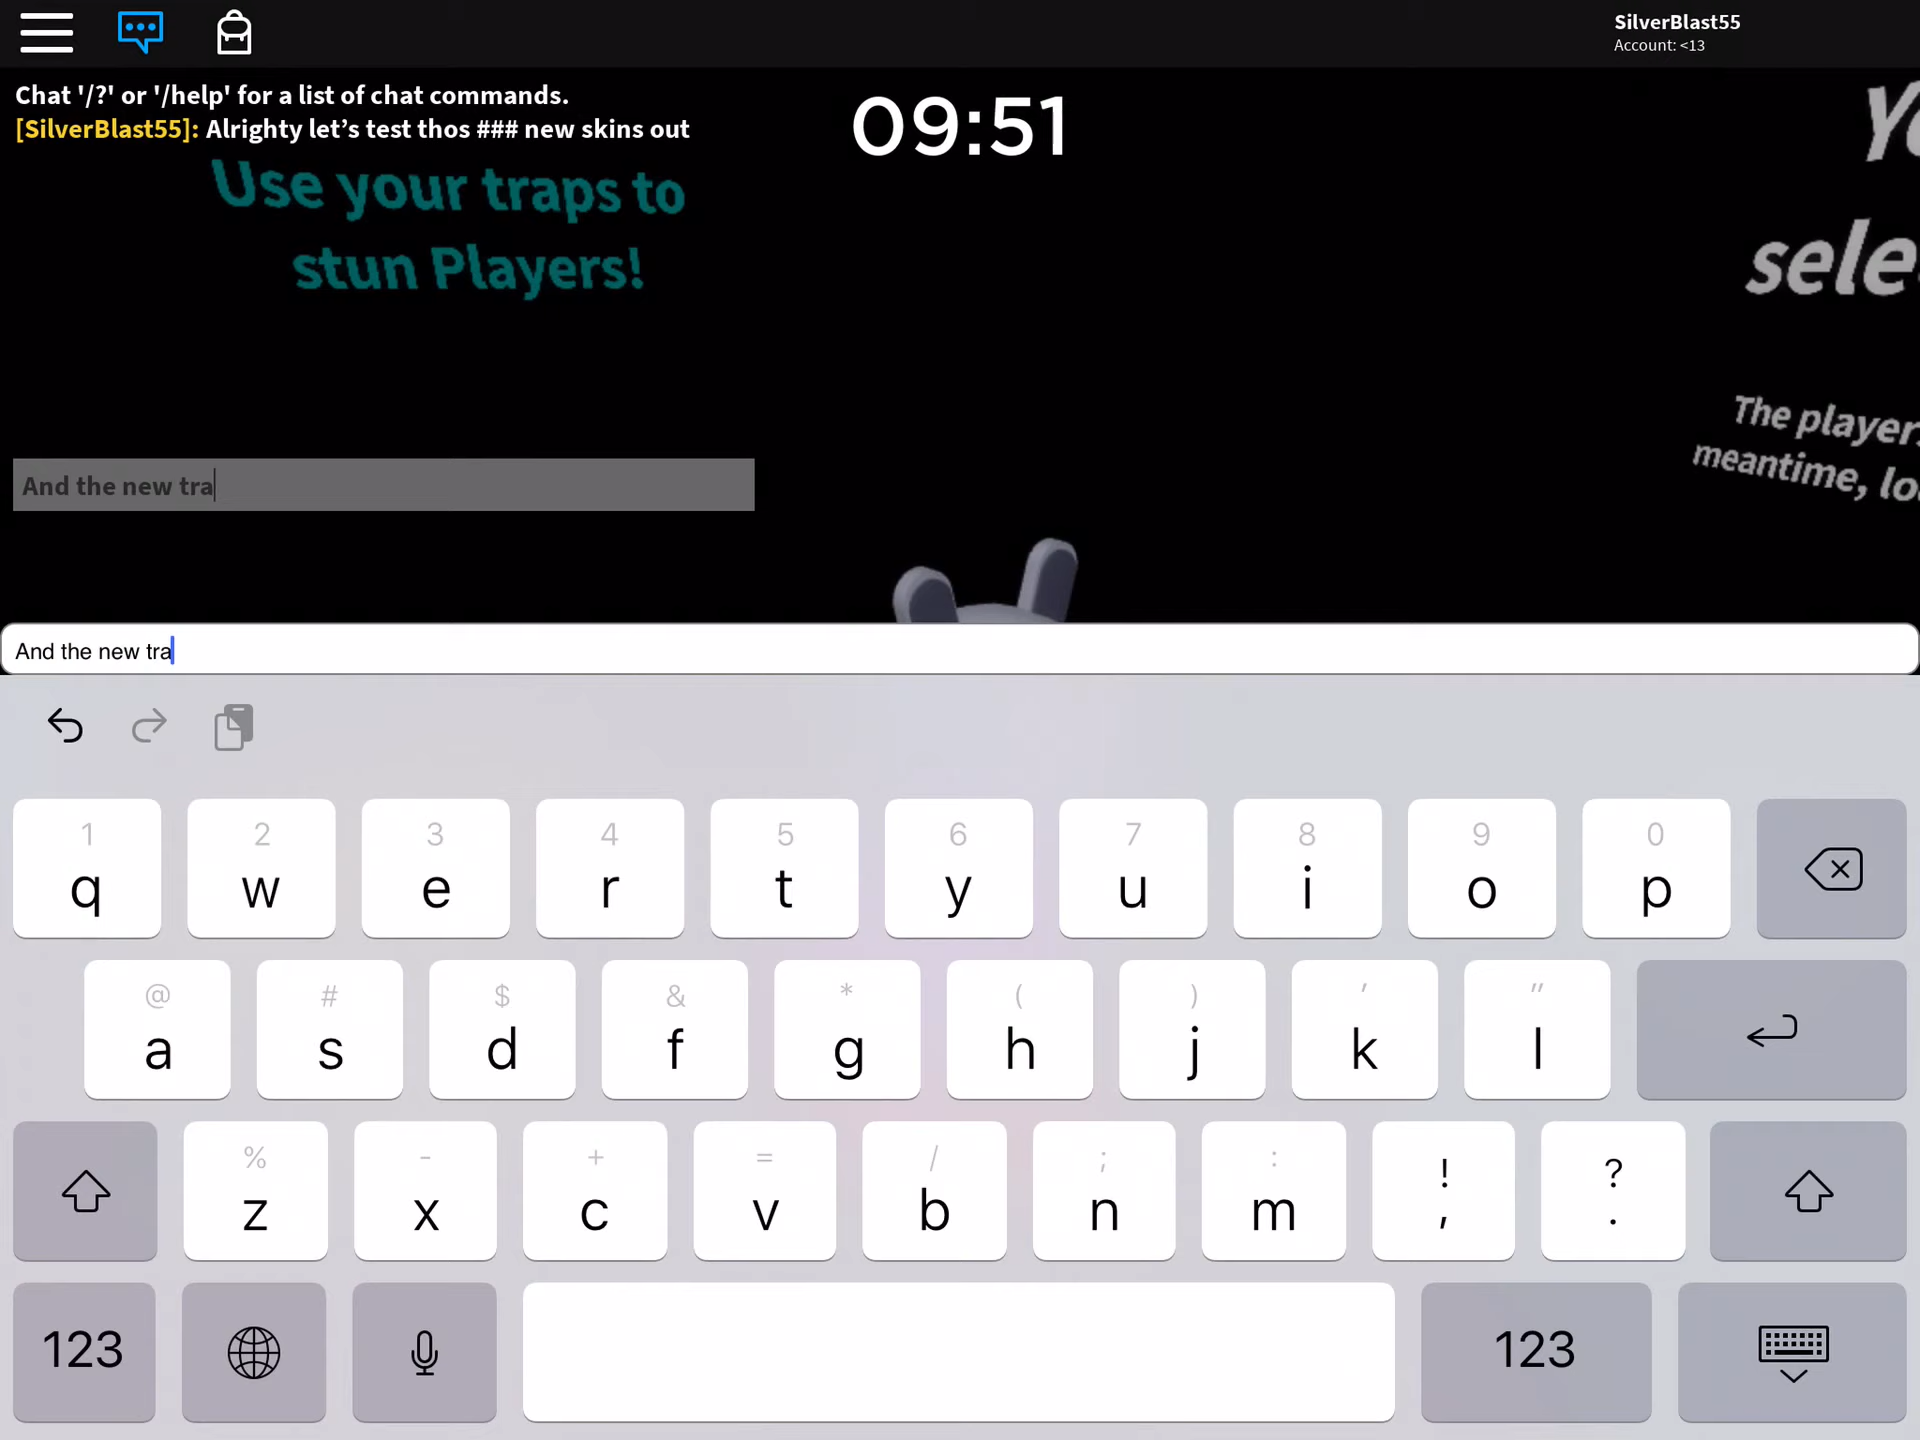 SilverBlast55
Account: <13
Chat '/?' or '/help' for a list of chat commands.
[SilverBlast55]: Alrighty let’s test thos ### new skins out
09:51
Use your traps to
stun Players!
The player
meantime,
And the new tra
And the new tra
1 2 3 4 5 6 7 8 9 0
q w e r t y u i o p
@ # $ & * ( ) ' "
a s d f g h j k l
% - + = / ; : ! ?
z x c v b n m , .
123 123